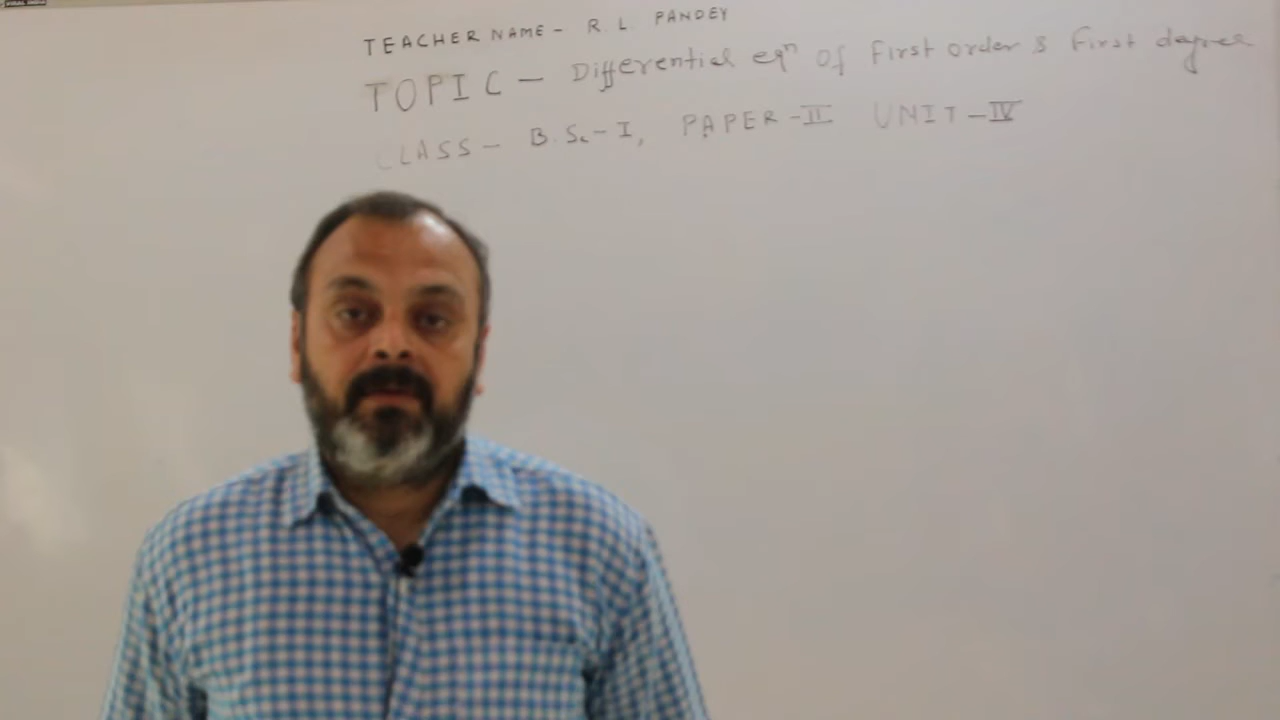 TEACHER NAME - R. L. PANDEY
TOPIC - Differential eqn of First order & First degree
CLASS - B.Sc-I, PAPER-II UNIT-IV